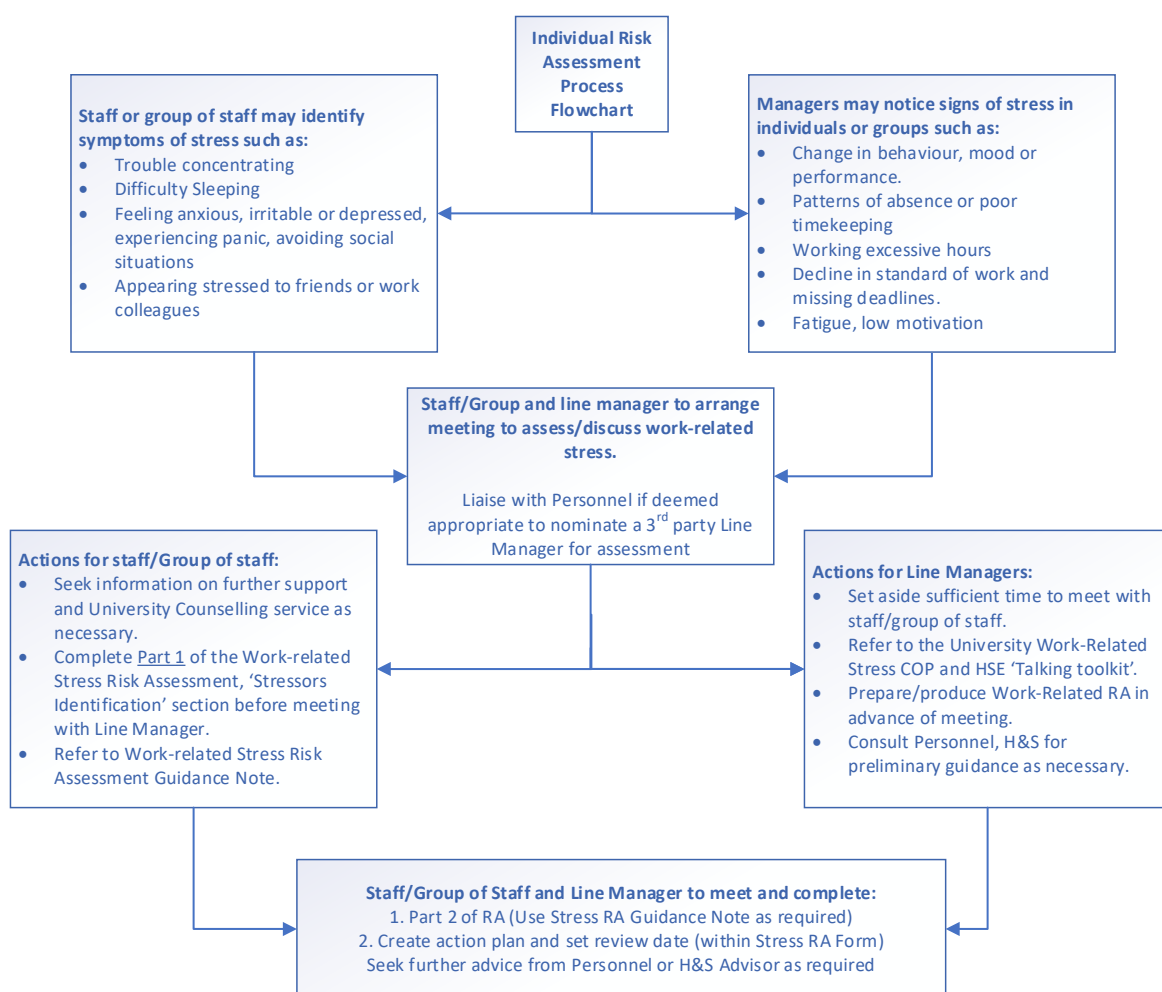 Individual Risk
Assessment
Process
Flowchart
Staff or group of staff may identify
symptoms of stress such as:
• Trouble concentrating
• Difficulty Sleeping
• Feeling anxious, irritable or depressed,
experiencing panic, avoiding social
situations
• Appearing stressed to friends or work
colleagues
Managers may notice signs of stress in
individuals or groups such as:
• Change in behaviour, mood or
performance.
• Patterns of absence or poor
timekeeping
• Working excessive hours
• Decline in standard of work and
missing deadlines.
• Fatigue, low motivation
Staff/Group and line manager to arrange
meeting to assess/discuss work-related
stress.
Liaise with Personnel if deemed
appropriate to nominate a 3rd party Line
Manager for assessment
Actions for staff/Group of staff:
• Seek information on further support
and University Counselling service as
necessary.
• Complete Part 1 of the Work-related
Stress Risk Assessment, ‘Stressors
Identification’ section before meeting
with Line Manager.
• Refer to Work-related Stress Risk
Assessment Guidance Note.
Actions for Line Managers:
• Set aside sufficient time to meet with
staff/group of staff.
• Refer to the University Work-Related
Stress COP and HSE ‘Talking toolkit’.
• Prepare/produce Work-Related RA in
advance of meeting.
• Consult Personnel, H&S for
preliminary guidance as necessary.
Staff/Group of Staff and Line Manager to meet and complete:
1. Part 2 of RA (Use Stress RA Guidance Note as required)
2. Create action plan and set review date (within Stress RA Form)
Seek further advice from Personnel or H&S Advisor as required